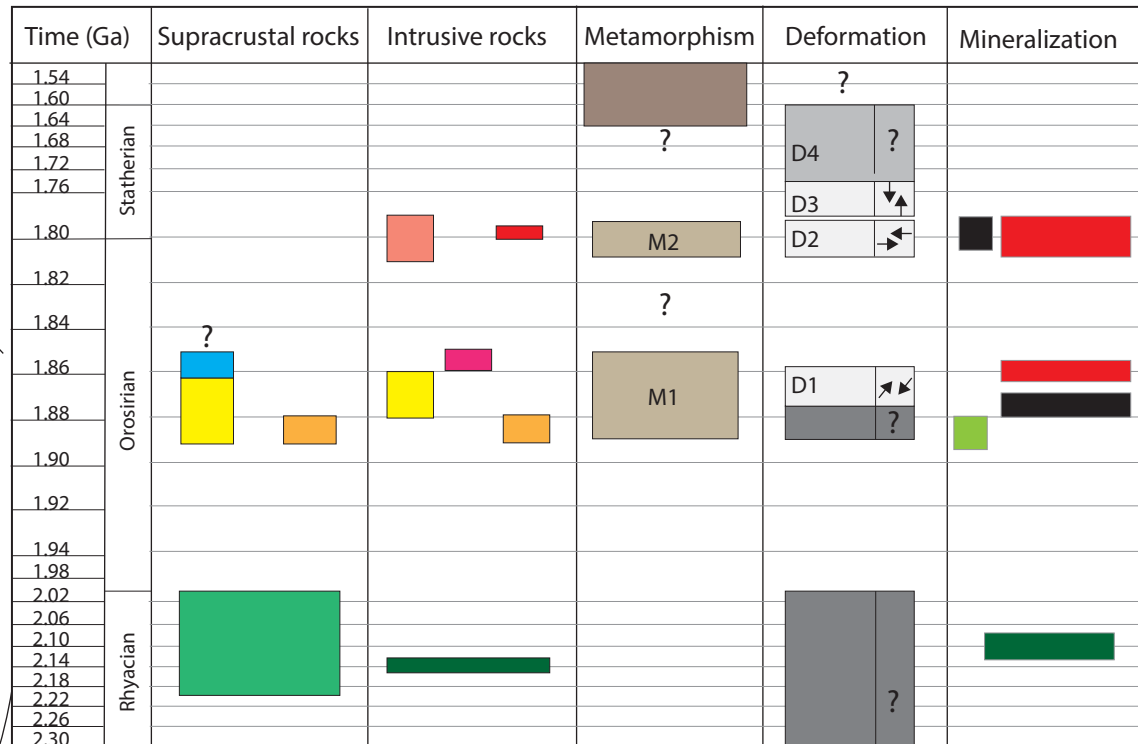 Time (Ga) Supracrustal rocks Intrusive rocks Metamorphism Deformation Mineralization
1.54 ?
1.60
1.64
1.68 ? ?
1.72 D4
1.76
D3
1.80 M2 D2
1.82
?
1.84
?
1.86
D1
M1
1.88
?
1.90
1.92
1.94
1.98
2.02
2.06
2.10
2.14
2.18
2.22 ?
2.26
2.30
Statherian
Orosirian
Rhyacian